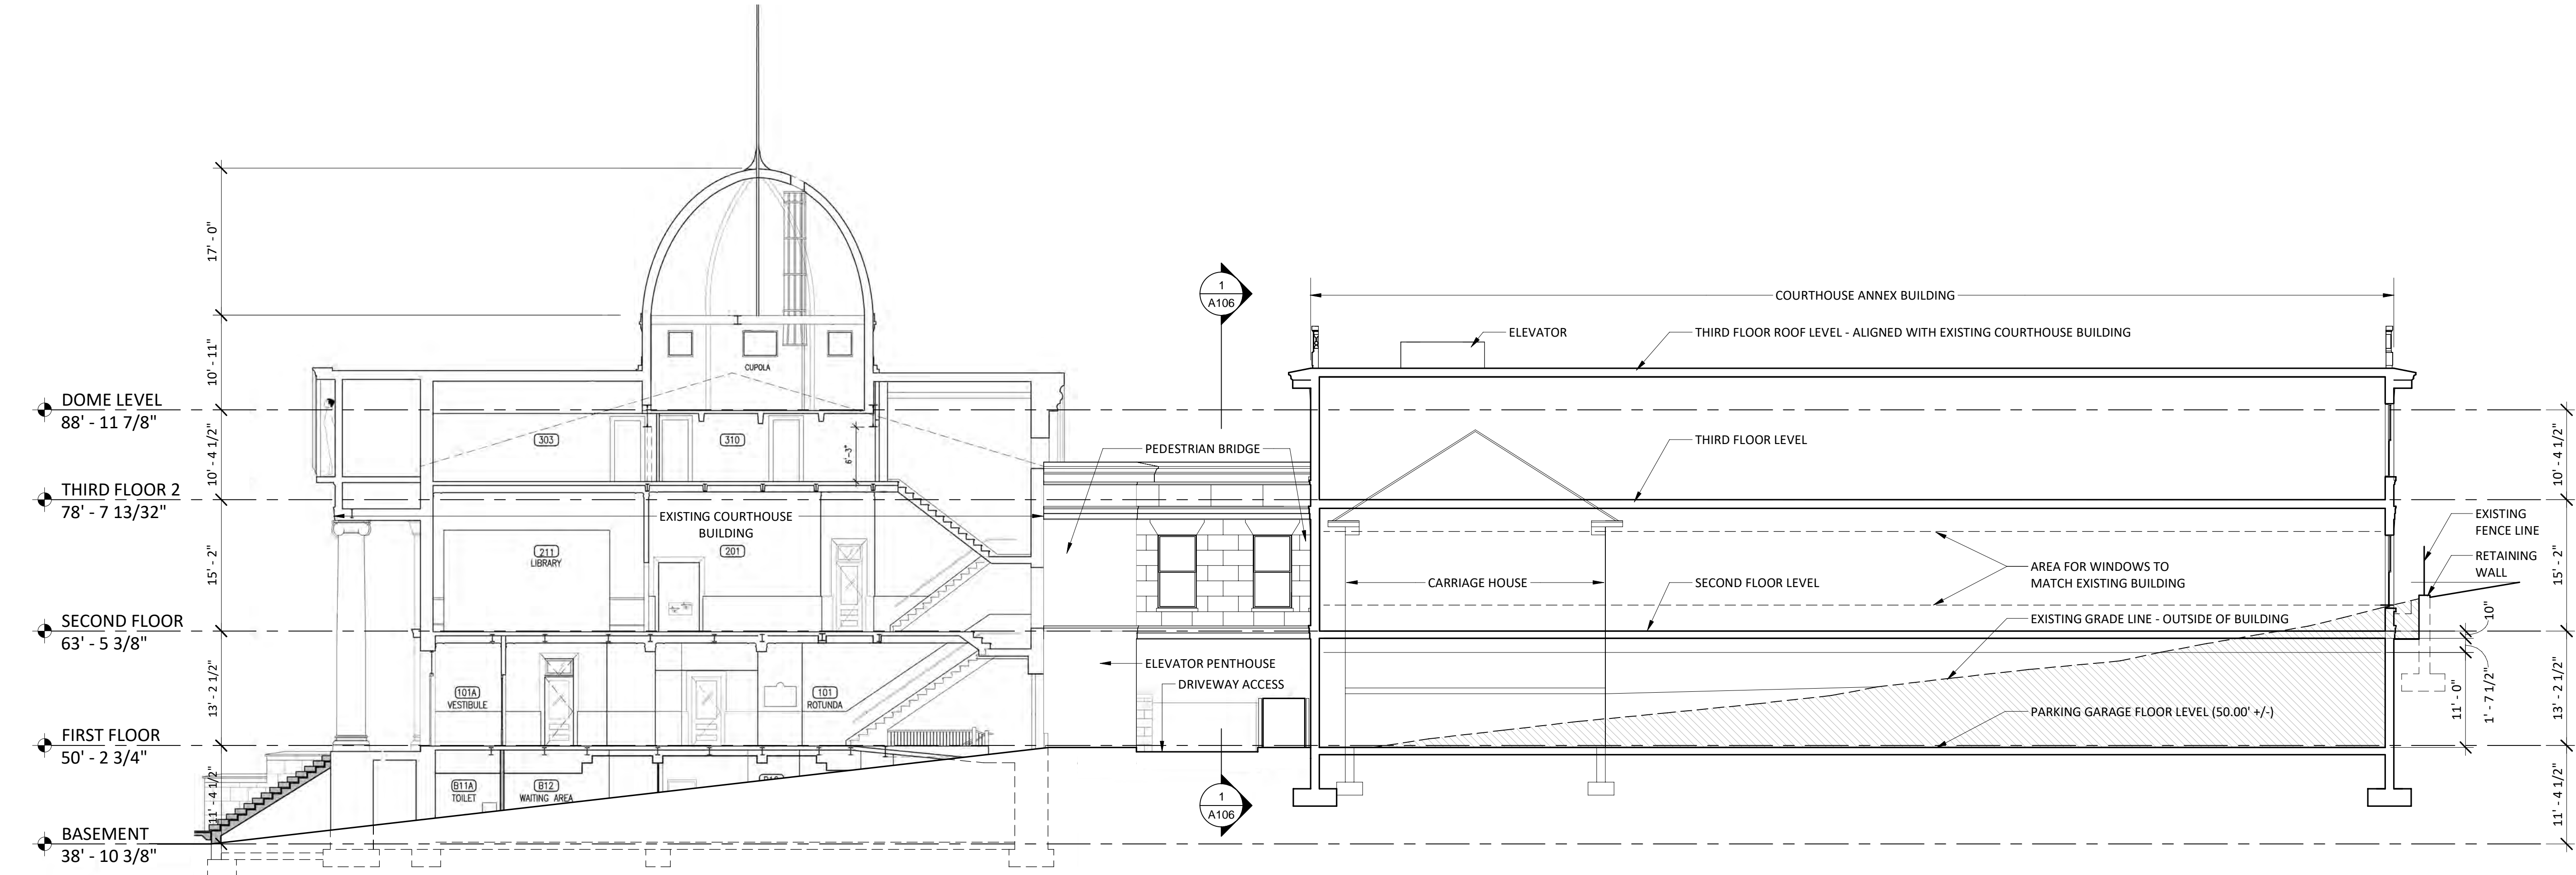 17' - 0"
10' - 11"
10' - 4 1/2"
15' - 2"
13' - 2 1/2"
11' - 4 1/2"
DOME LEVEL
88' - 11 7/8"
THIRD FLOOR 2
78' - 7 13/32"
SECOND FLOOR
63' - 5 3/8"
FIRST FLOOR
50' - 2 3/4"
BASEMENT
38' - 10 3/8"
CUPOLA
303
310
6'-3"
EXISTING COURTHOUSE
BUILDING
211
LIBRARY
201
101A
VESTIBULE
101
ROTUNDA
B11A
TOILET
B12
WAITING AREA
1
A106
PEDESTRIAN BRIDGE
ELEVATOR PENTHOUSE
DRIVEWAY ACCESS
1
A106
COURTHOUSE ANNEX BUILDING
ELEVATOR
THIRD FLOOR ROOF LEVEL - ALIGNED WITH EXISTING COURTHOUSE BUILDING
THIRD FLOOR LEVEL
CARRIAGE HOUSE
SECOND FLOOR LEVEL
AREA FOR WINDOWS TO
MATCH EXISTING BUILDING
EXISTING GRADE LINE - OUTSIDE OF BUILDING
PARKING GARAGE FLOOR LEVEL (50.00' +/-)
EXISTING
FENCE LINE
RETAINING
WALL
10"
1' - 7 1/2"
11' - 0"
10' - 4 1/2"
15' - 2"
13' - 2 1/2"
11' - 4 1/2"